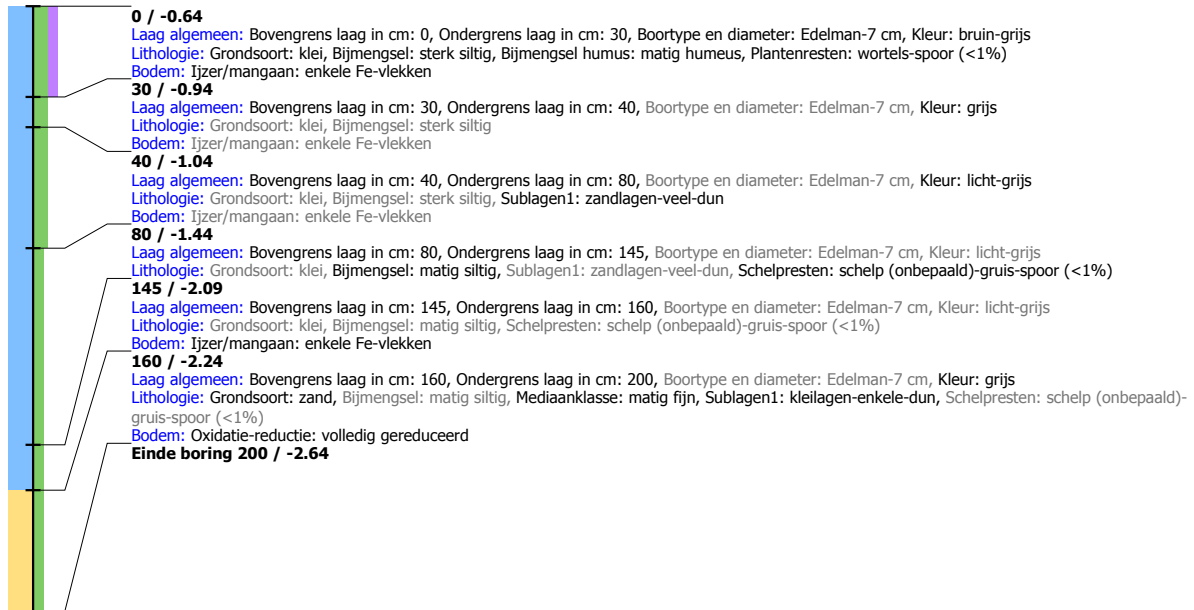 0 / -0.64
Laag algemeen: Bovengrens laag in cm: 0, Ondergrens laag in cm: 30, Boortype en diameter: Edelman-7 cm, Kleur: bruin-grijs
Lithologie: Grondsoort: klei, Bijmengsel: sterk siltig, Bijmengsel humus: matig humeus, Plantenresten: wortels-spoor (<1%)
Bodem: Ijzer/mangaan: enkele Fe-vlekken
30 / -0.94
Laag algemeen: Bovengrens laag in cm: 30, Ondergrens laag in cm: 40, Boortype en diameter: Edelman-7 cm, Kleur: grijs
Lithologie: Grondsoort: klei, Bijmengsel: sterk siltig
Bodem: Ijzer/mangaan: enkele Fe-vlekken
40 / -1.04
Laag algemeen: Bovengrens laag in cm: 40, Ondergrens laag in cm: 80, Boortype en diameter: Edelman-7 cm, Kleur: licht-grijs
Lithologie: Grondsoort: klei, Bijmengsel: sterk siltig, Sublagen1: zandlagen-veel-dun
Bodem: Ijzer/mangaan: enkele Fe-vlekken
80 / -1.44
Laag algemeen: Bovengrens laag in cm: 80, Ondergrens laag in cm: 145, Boortype en diameter: Edelman-7 cm, Kleur: licht-grijs
Lithologie: Grondsoort: klei, Bijmengsel: matig siltig, Sublagen1: zandlagen-veel-dun, Schelpresten: schelp (onbepaald)-gruis-spoor (<1%)
145 / -2.09
Laag algemeen: Bovengrens laag in cm: 145, Ondergrens laag in cm: 160, Boortype en diameter: Edelman-7 cm, Kleur: licht-grijs
Lithologie: Grondsoort: klei, Bijmengsel: matig siltig, Schelpresten: schelp (onbepaald)-gruis-spoor (<1%)
Bodem: Ijzer/mangaan: enkele Fe-vlekken
160 / -2.24
Laag algemeen: Bovengrens laag in cm: 160, Ondergrens laag in cm: 200, Boortype en diameter: Edelman-7 cm, Kleur: grijs
Lithologie: Grondsoort: zand, Bijmengsel: matig siltig, Mediaanklasse: matig fijn, Sublagen1: kleilagen-enkele-dun, Schelpresten: schelp (onbepaald)-
gruis-spoor (<1%)
Bodem: Oxidatie-reductie: volledig gereduceerd
Einde boring 200 / -2.64